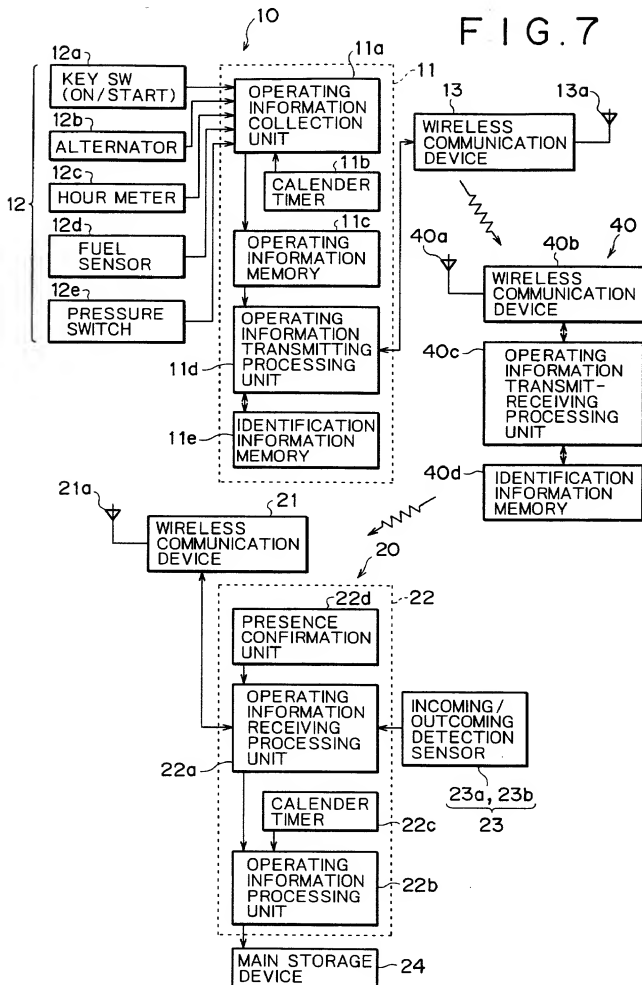 FIG.7
10
12a
KEY SW
(ON/START)
12b
ALTERNATOR
12c
HOUR METER
12
12d
FUEL
SENSOR
12e
PRESSURE
SWITCH
11a
11
OPERATING
INFORMATION
COLLECTION
UNIT
11b
CALENDER
TIMER
11c
OPERATING
INFORMATION
MEMORY
OPERATING
INFORMATION
TRANSMITTING
PROCESSING
UNIT
11d
11e
IDENTIFICATION
INFORMATION
MEMORY
13
13a
WIRELESS
COMMUNICATION
DEVICE
40a
40b
40
WIRELESS
COMMUNICATION
DEVICE
40c
OPERATING
INFORMATION
TRANSMIT-
RECEIVING
PROCESSING
UNIT
40d
IDENTIFICATION
INFORMATION
MEMORY
21a
21
WIRELESS
COMMUNICATION
DEVICE
20
22d
22
PRESENCE
CONFIRMATION
UNIT
OPERATING
INFORMATION
RECEIVING
PROCESSING
UNIT
22a
INCOMING/
OUTCOMING
DETECTION
SENSOR
23a, 23b
23
CALENDER
TIMER
22c
OPERATING
INFORMATION
PROCESSING
UNIT
22b
MAIN STORAGE
DEVICE
24